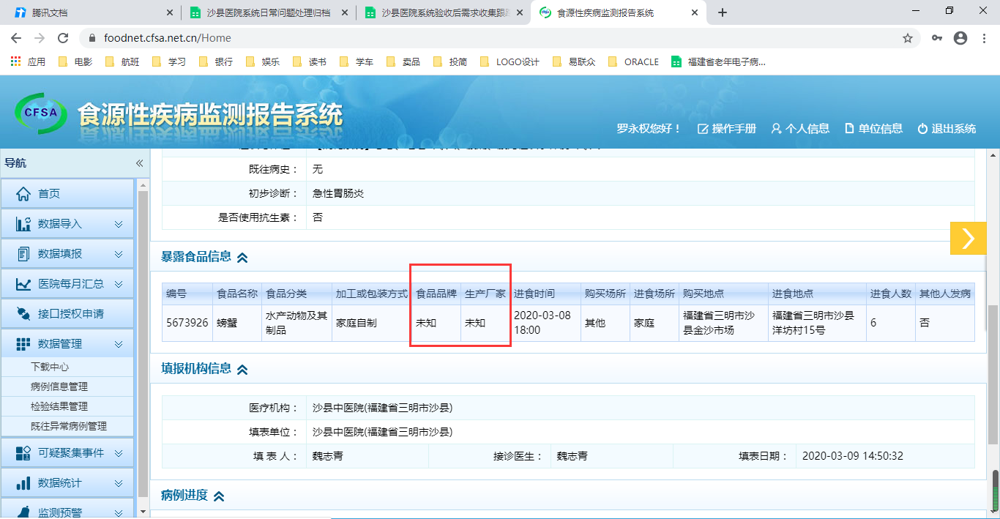 腾讯文档
沙县医院系统日常问题处理归档
沙县医院系统验收后需求收集跟
食源性疾病监测报告系统
foodnet.cfsa.net.cn/Home
应用 电影 航班 学习 银行 娱乐 读书 学车 卖品 投简 LOGO设计 易联众 ORACLE 福建省老年电子病...
CFSA 食源性疾病监测报告系统
罗永权您好！ 操作手册 个人信息 单位信息 退出系统
导航
首页
数据导入
数据填报
医院每月汇总
接口授权申请
数据管理
下载中心
病例信息管理
检验结果管理
既往异常病例管理
可疑聚集事件
数据统计
监测预警
既往病史： 无
初步诊断： 急性胃肠炎
是否使用抗生素： 否
暴露食品信息
编号 食品名称 食品分类 加工或包装方式 食品品牌 生产厂家 进食时间 购买场所 进食场所 购买地点 进食地点 进食人数 其他人发病
5673926 螃蟹 水产动物及其制品 家庭自制 未知 未知 2020-03-08 18:00 其他 家庭 福建省三明市沙县金沙市场 福建省三明市沙县洋坊村15号 6 否
填报机构信息
医疗机构： 沙县中医院(福建省三明市沙县)
填表单位： 沙县中医院(福建省三明市沙县)
填 表 人： 魏志青 接诊医生： 魏志青 填表日期： 2020-03-09 14:50:32
病例进度